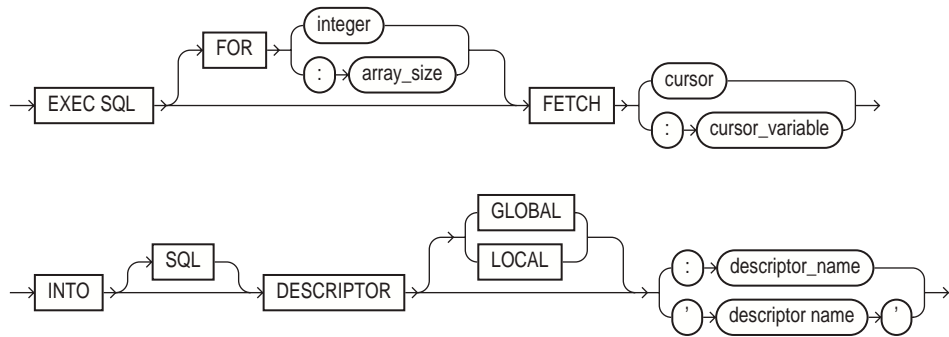 integer
FOR
: array_size
EXEC SQL FETCH cursor
: cursor_variable
GLOBAL
SQL LOCAL
INTO DESCRIPTOR : descriptor_name
' descriptor name '